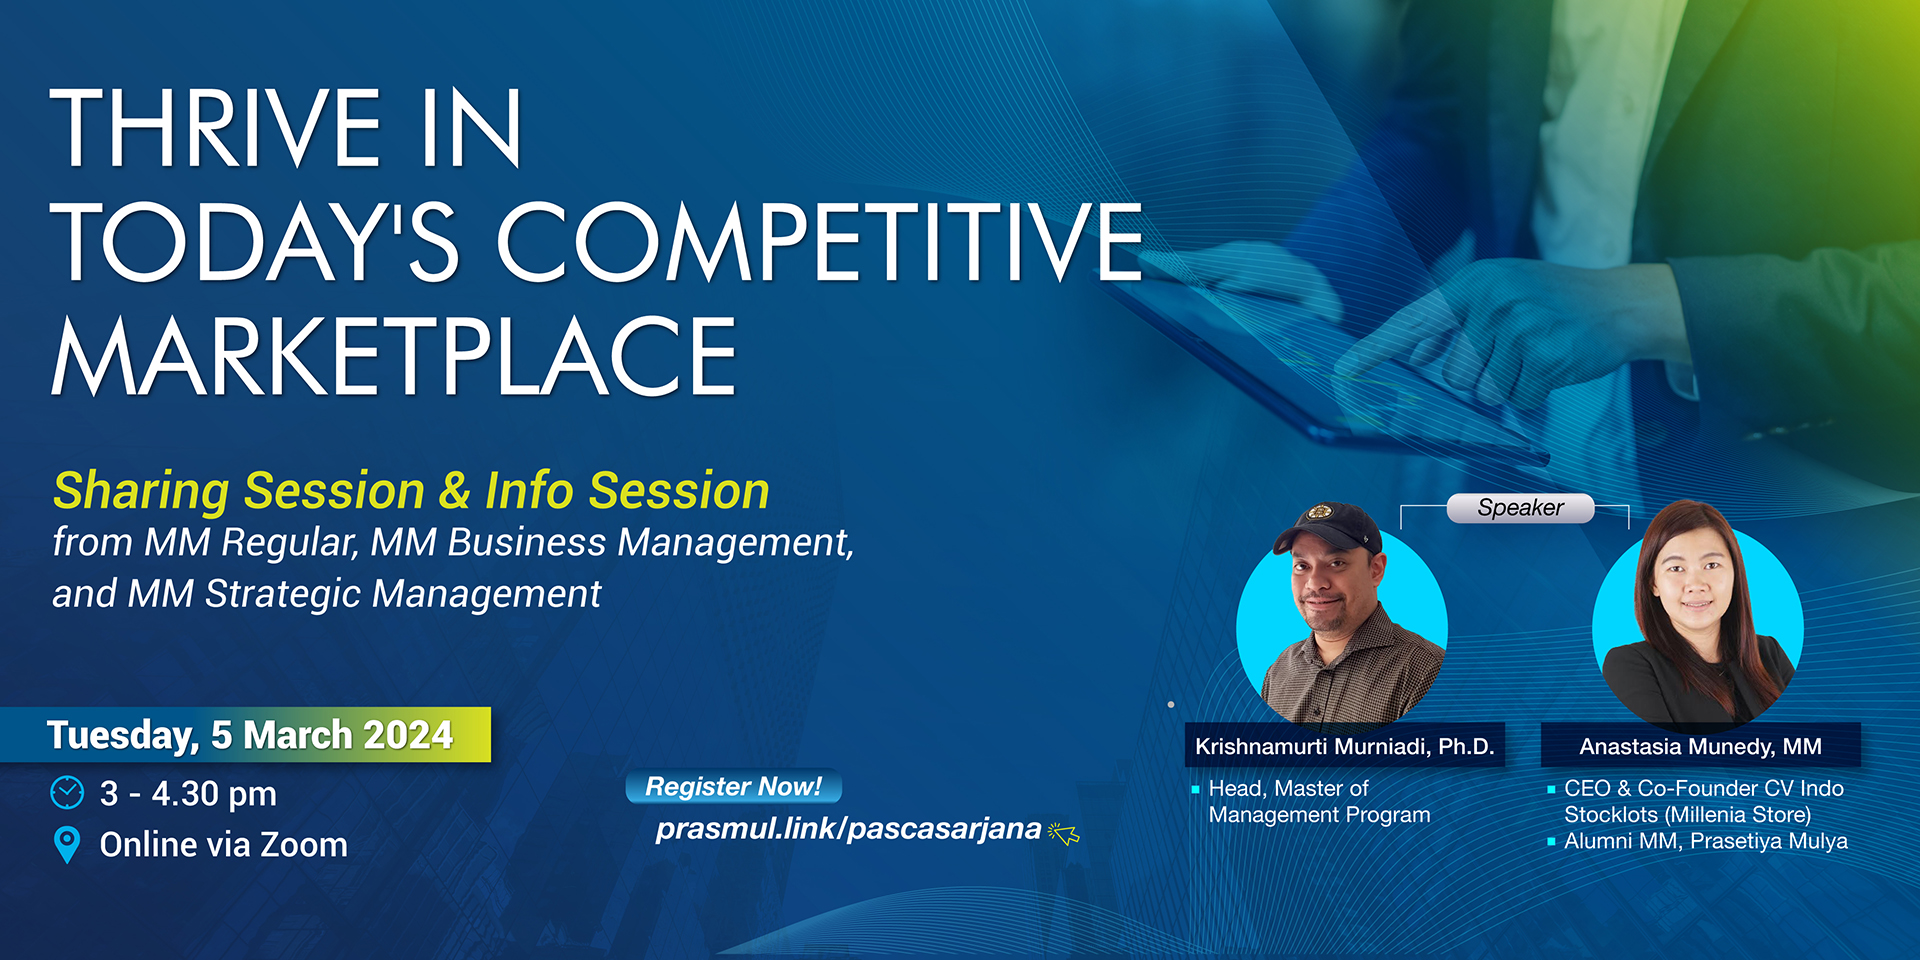 THRIVE IN
TODAY'S COMPETITIVE
MARKETPLACE
Sharing Session & Info Session
from MM Regular, MM Business Management,
and MM Strategic Management
Tuesday, 5 March 2024
3 - 4.30 pm
Online via Zoom
Register Now!
prasmul.link/pascasarjana
Speaker
Krishnamurti Murniadi, Ph.D.
Head, Master of
Management Program
Anastasia Munedy, MM
CEO & Co-Founder CV Indo
Stocklots (Millenia Store)
Alumni MM, Prasetiya Mulya